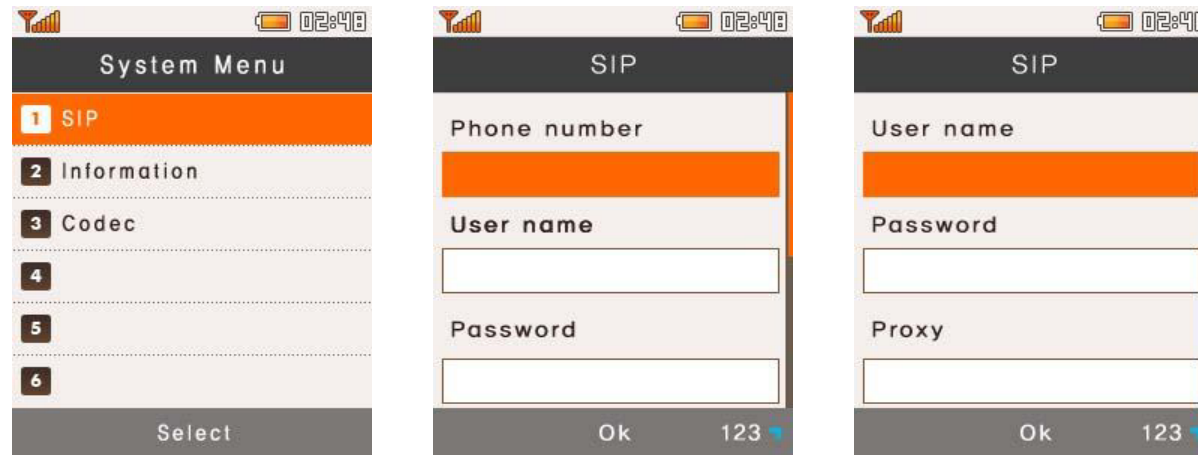 02:48
System Menu
1 SIP
2 Information
3 Codec
4
5
6
Select
02:48
SIP
Phone number
User name
Password
Ok 123
SIP
User name
Password
Proxy
Ok 123